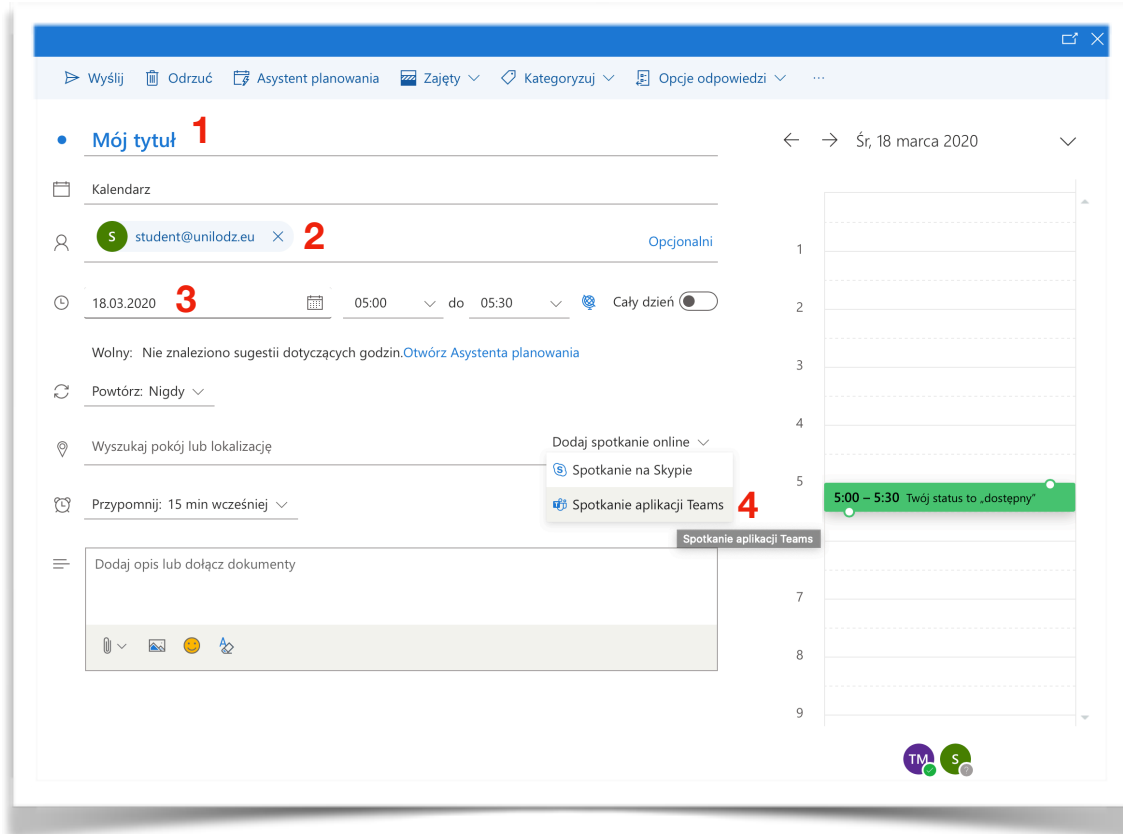 Wyślij Odrzuć Asystent planowania Zajęty Kategoryzuj Opcje odpowiedzi ...
Mój tytuł 1
Kalendarz
S student@unilodz.eu 2
Opcjonalni
18.03.2020 3 05:00 do 05:30 Cały dzień
Wolny: Nie znaleziono sugestii dotyczących godzin.Otwórz Asystenta planowania
Powtórz: Nigdy
Wyszukaj pokój lub lokalizację
Dodaj spotkanie online
Spotkanie na Skypie
Spotkanie aplikacji Teams 4
Spotkanie aplikacji Teams
Przypomnij: 15 min wcześniej
Dodaj opis lub dołącz dokumenty
Śr, 18 marca 2020
1
2
3
4
5
5:00 – 5:30 Twój status to „dostępny”
7
8
9
TM S